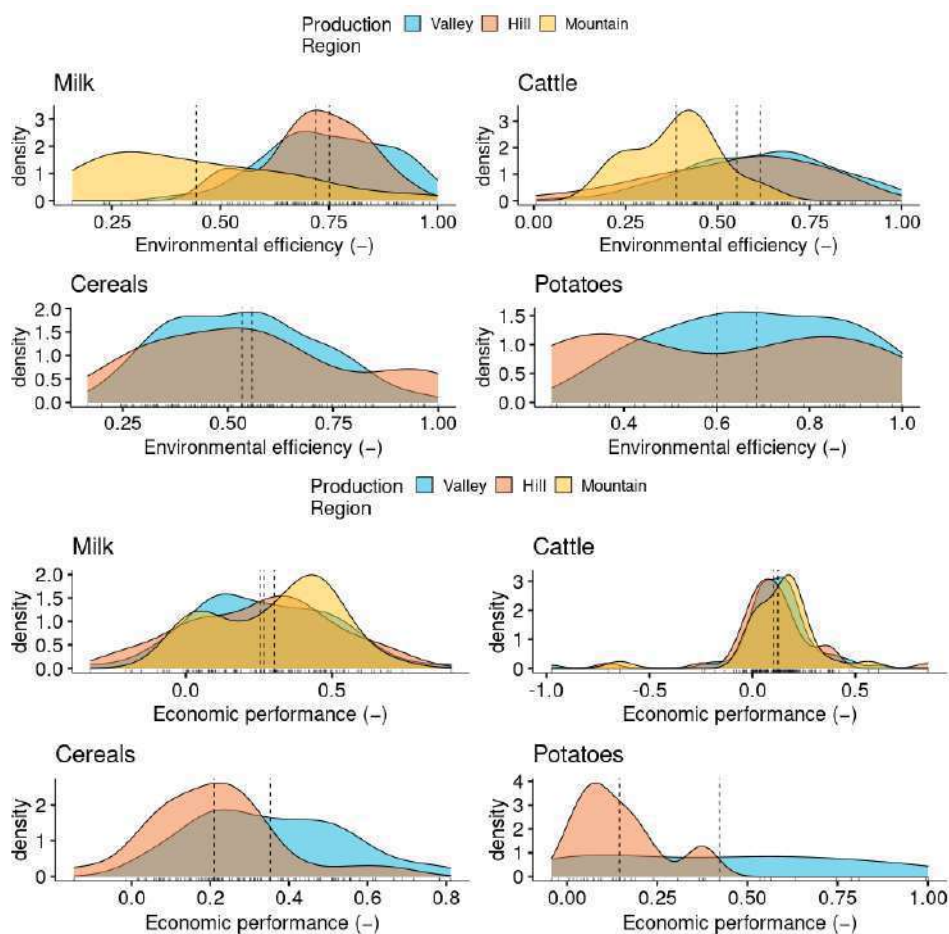 Production Region Valley Hill Mountain
Milk
Cattle
density
3
2
1
0
0.25 0.50 0.75 1.00
Environmental efficiency (-)
density
3
2
1
0
0.00 0.25 0.50 0.75 1.00
Environmental efficiency (-)
Cereals
Potatoes
density
2.0
1.5
1.0
0.5
0.0
0.25 0.50 0.75 1.00
Environmental efficiency (-)
density
1.5
1.0
0.5
0.0
0.4 0.6 0.8 1.0
Environmental efficiency (-)
Production Region Valley Hill Mountain
Milk
Cattle
density
2.0
1.5
1.0
0.5
0.0
0.0 0.5
Economic performance (-)
density
3
2
1
0
-1.0 -0.5 0.0 0.5
Economic performance (-)
Cereals
Potatoes
density
2
1
0
0.0 0.2 0.4 0.6 0.8
Economic performance (-)
density
4
3
2
1
0
0.00 0.25 0.50 0.75 1.00
Economic performance (-)